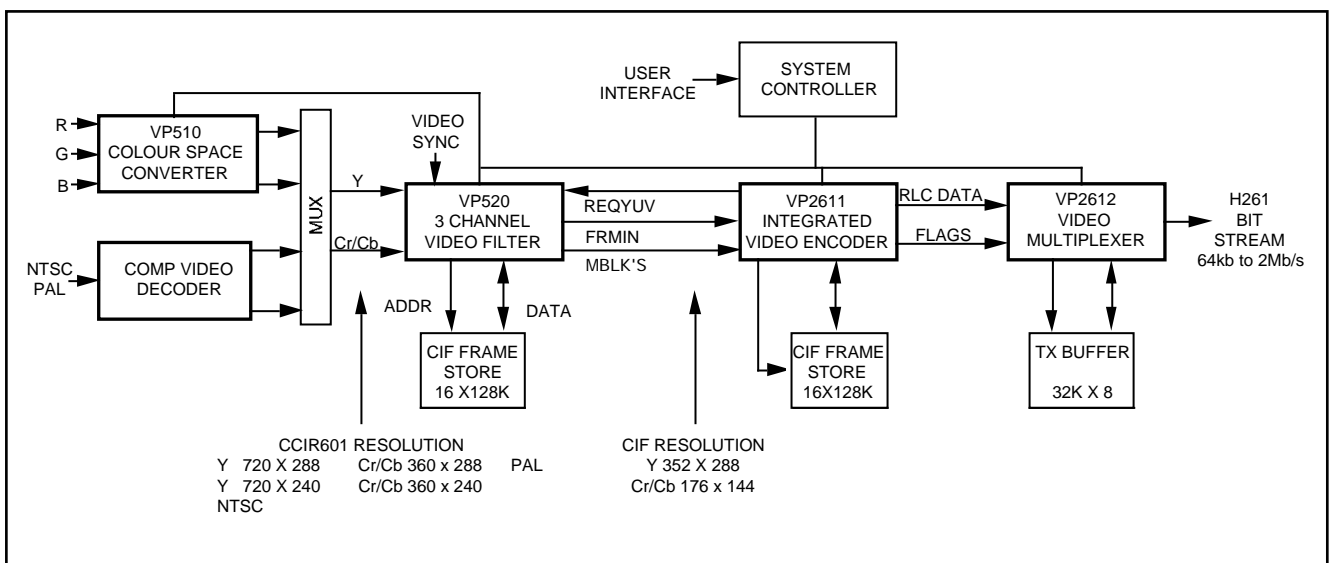 USER
INTERFACE
SYSTEM
CONTROLLER
R
G
B
VP510
COLOUR SPACE
CONVERTER
NTSC
PAL
COMP VIDEO
DECODER
MUX
Y
Cr/Cb
VIDEO
SYNC
VP520
3 CHANNEL
VIDEO FILTER
REQYUV
FRMIN
MBLK'S
VP2611
INTEGRATED
VIDEO ENCODER
RLC DATA
FLAGS
VP2612
VIDEO
MULTIPLEXER
H261
BIT
STREAM
64kb to 2Mb/s
ADDR
DATA
CIF FRAME
STORE
16 X128K
CIF FRAME
STORE
16X128K
TX BUFFER
32K X 8
CCIR601 RESOLUTION
Y 720 X 288 Cr/Cb 360 x 288 PAL
Y 720 X 240 Cr/Cb 360 x 240
NTSC
CIF RESOLUTION
Y 352 X 288
Cr/Cb 176 x 144